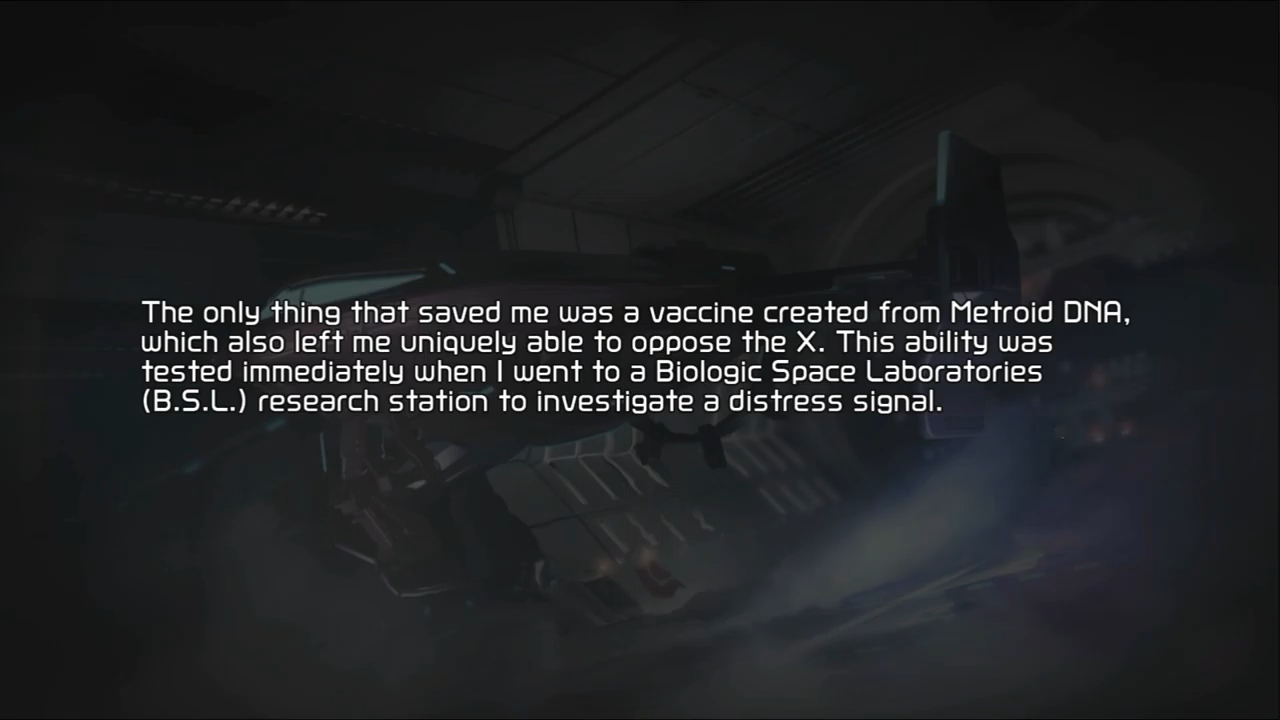 The only thing that saved me was a vaccine created from Metroid DNA,
which also left me uniquely able to oppose the X. This ability was
tested immediately when I went to a Biologic Space Laboratories
(B.S.L.) research station to investigate a distress signal.